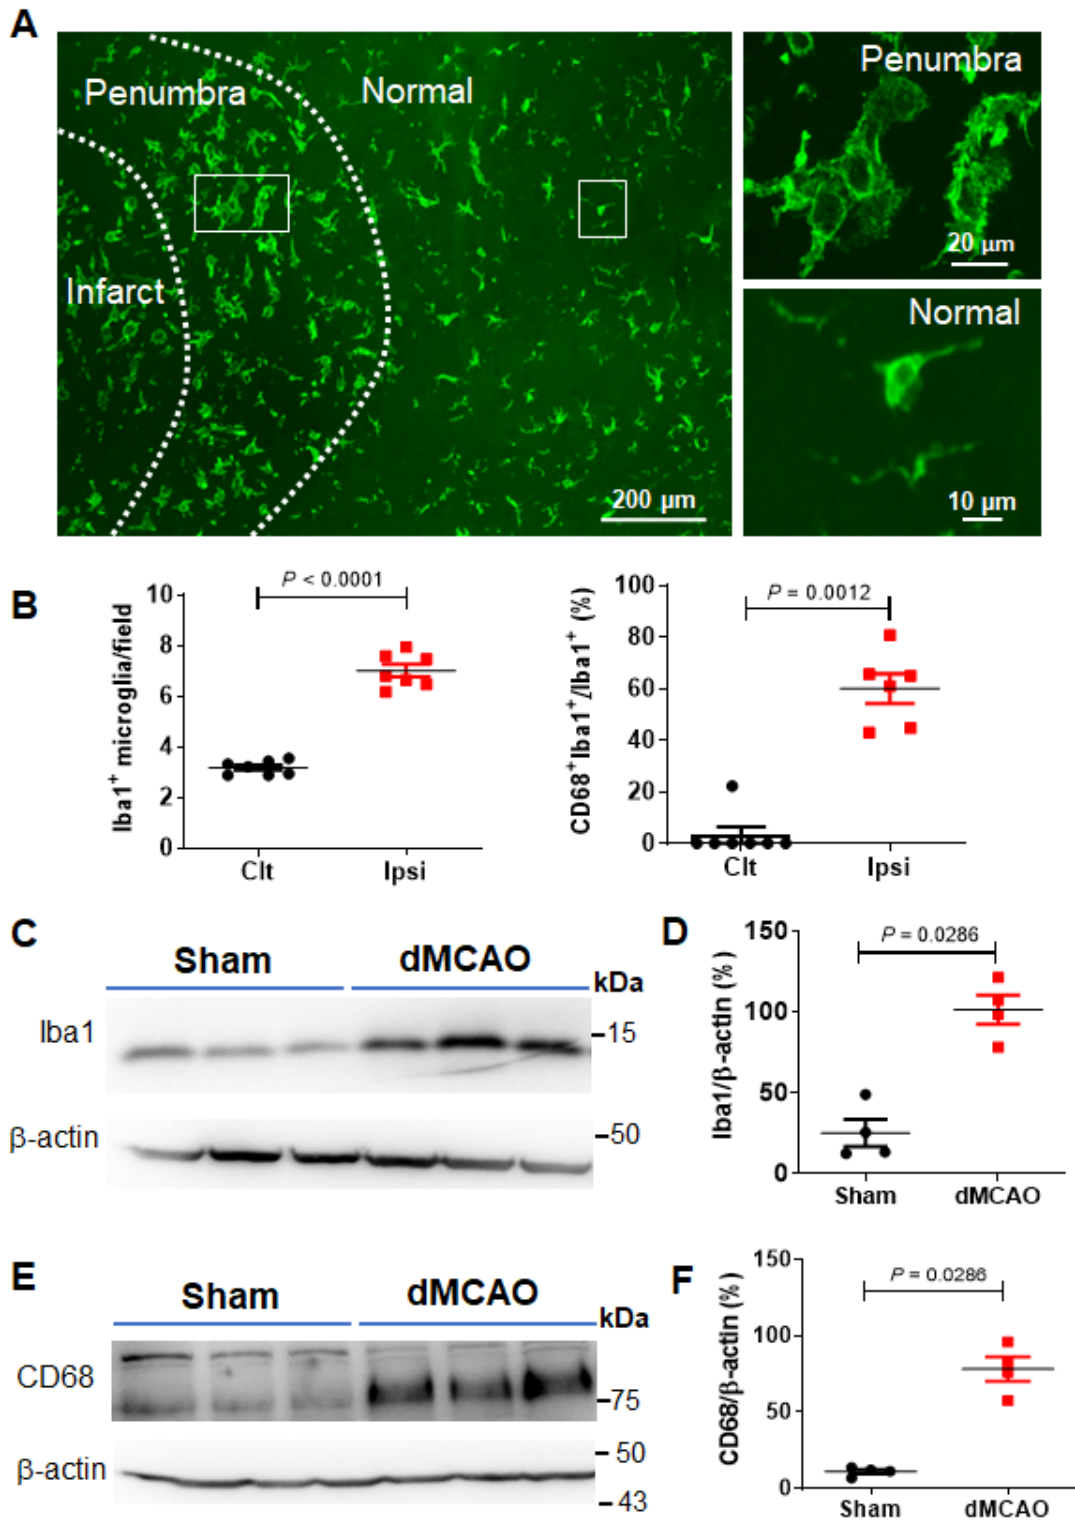 A
Penumbra
Normal
Infarct
200 µm
Penumbra
20 µm
Normal
10 µm
B
Iba1⁺ microglia/field
10
8
6
4
2
0
P < 0.0001
Clt
Ipsi
CD68⁺Iba1⁺/Iba1⁺ (%)
100
80
60
40
20
0
P = 0.0012
Clt
Ipsi
C
Sham
dMCAO
kDa
Iba1
15
β-actin
50
D
Iba1/β-actin (%)
150
100
50
0
P = 0.0286
Sham
dMCAO
E
Sham
dMCAO
kDa
CD68
75
β-actin
50
43
F
CD68/β-actin (%)
150
100
50
0
P = 0.0286
Sham
dMCAO